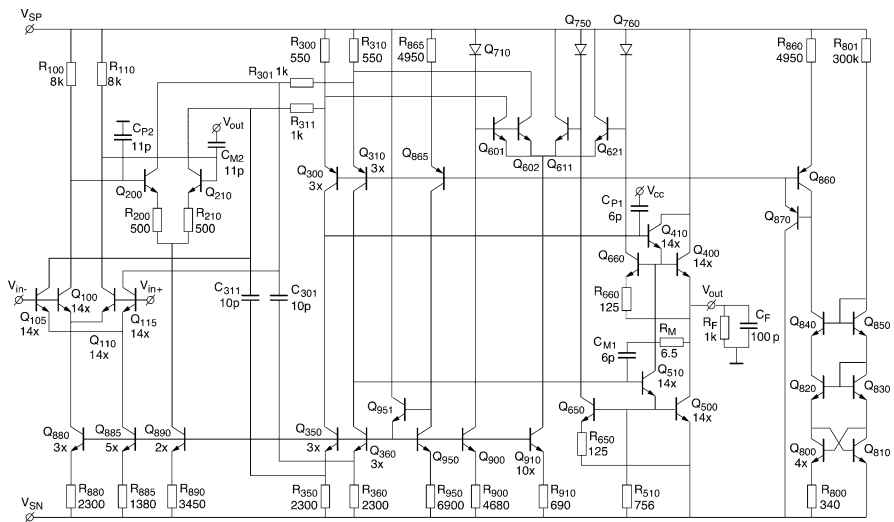 V_SP
Q_750 Q_760
R_100
8k
R_110
8k
R_301 1k
R_300
550
R_310
550
R_865
4950
Q_710
R_860
4950
R_801
300k
C_P2
11p
V_out
C_M2
11p
R_311
1k
Q_601
Q_602
Q_611
Q_621
Q_200
Q_210
Q_300
3x
Q_310
3x
Q_865
Q_860
Q_870
R_200
500
R_210
500
C_P1
6p
V_cc
Q_410
14x
Q_660
Q_400
14x
V_in-
Q_100
14x
V_in+
C_311
10p
C_301
10p
R_660
125
V_out
R_F
1k
C_F
100 p
Q_105
14x
Q_110
14x
Q_115
14x
R_M
6.5
C_M1
6p
Q_840
Q_850
Q_510
14x
Q_820
Q_830
Q_951
Q_650
Q_500
14x
Q_880
3x
Q_885
5x
Q_890
2x
Q_350
3x
Q_360
3x
Q_950
Q_900
Q_910
10x
R_650
125
Q_800
4x
Q_810
V_SN
R_880
2300
R_885
1380
R_890
3450
R_350
2300
R_360
2300
R_950
6900
R_900
4680
R_910
690
R_510
756
R_800
340